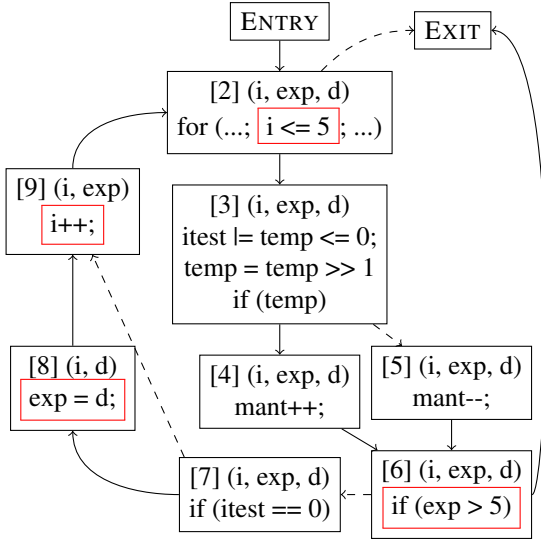 ENTRY
EXIT
[2] (i, exp, d)
for (...; i <= 5 ; ...)
[9] (i, exp)
i++;
[3] (i, exp, d)
itest |= temp <= 0;
temp = temp >> 1
if (temp)
[8] (i, d)
exp = d;
[4] (i, exp, d)
mant++;
[5] (i, exp, d)
mant--;
[7] (i, exp, d)
if (itest == 0)
[6] (i, exp, d)
if (exp > 5)